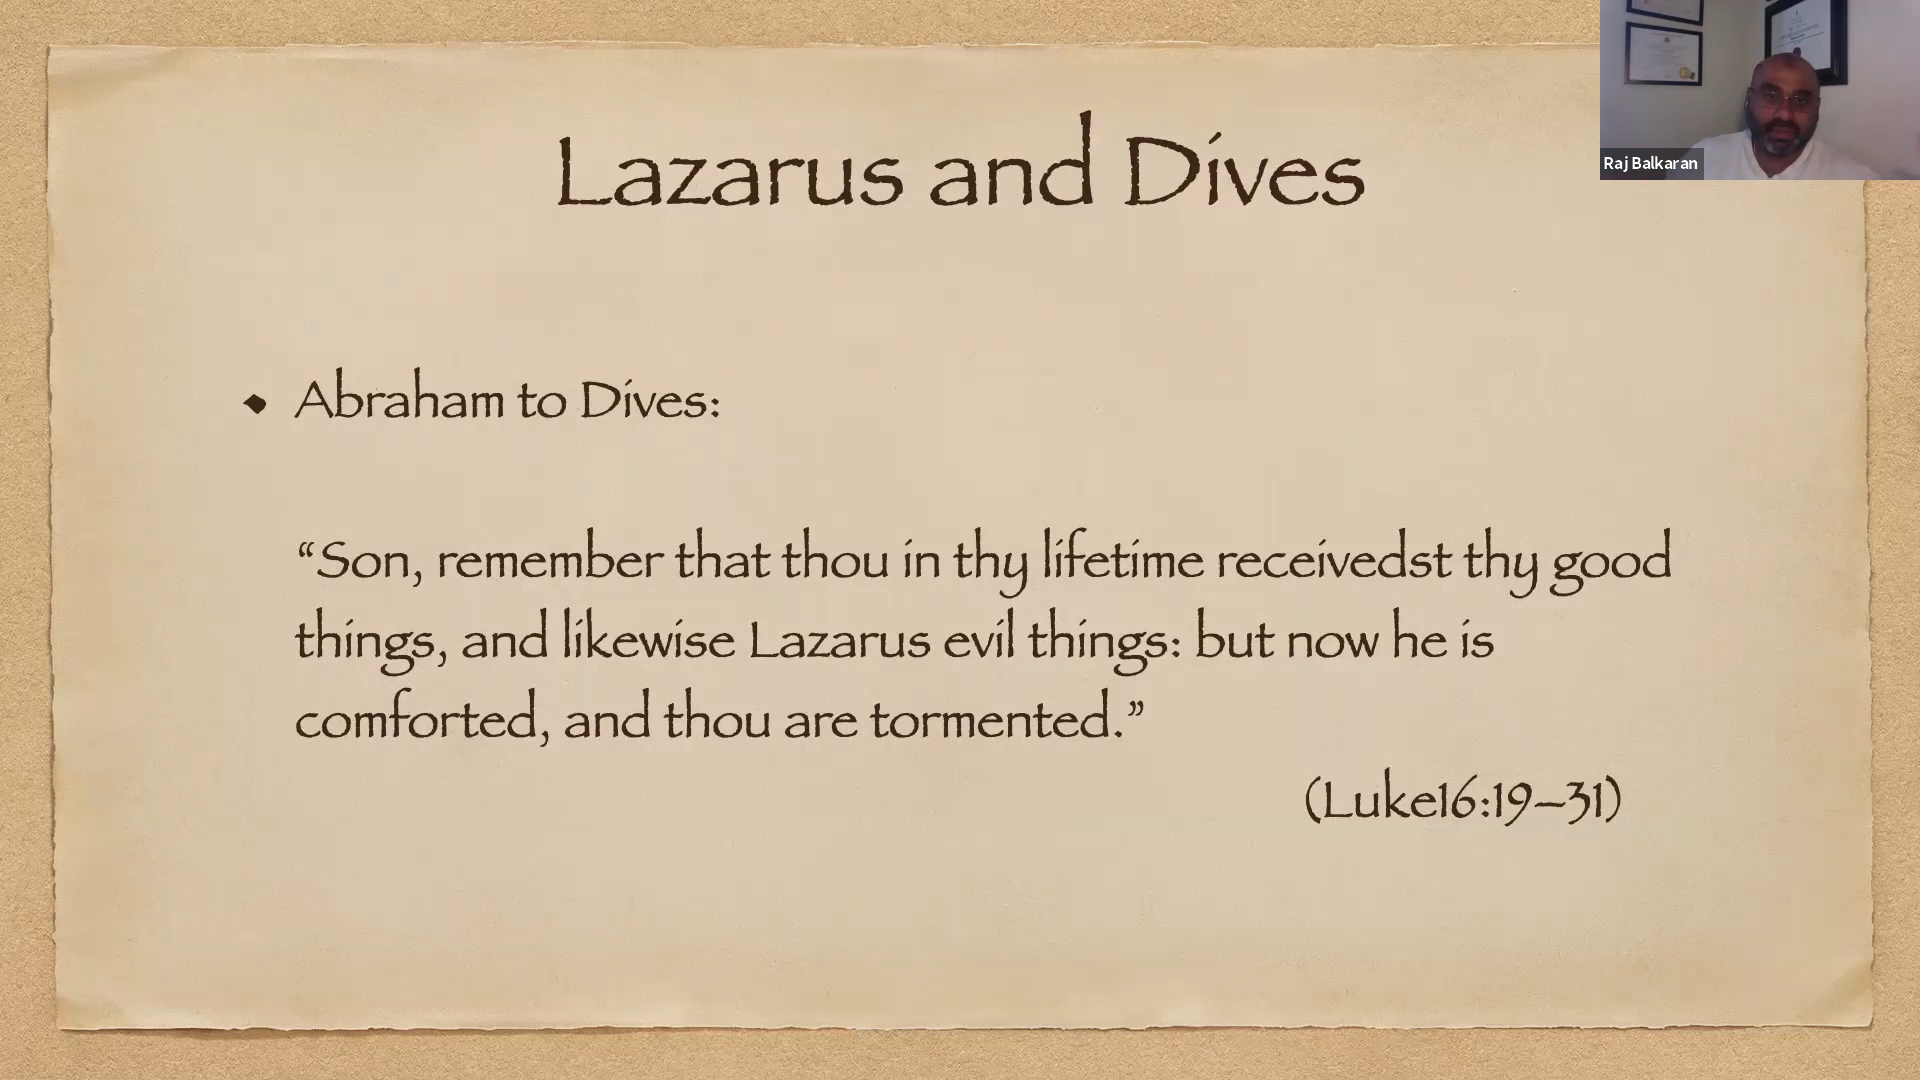 Lazarus and Dives
Raj Balkaran
Abraham to Dives:
“Son, remember that thou in thy lifetime receivedst thy good
things, and likewise Lazarus evil things: but now he is
comforted, and thou are tormented.”
(Luke16:19–31)